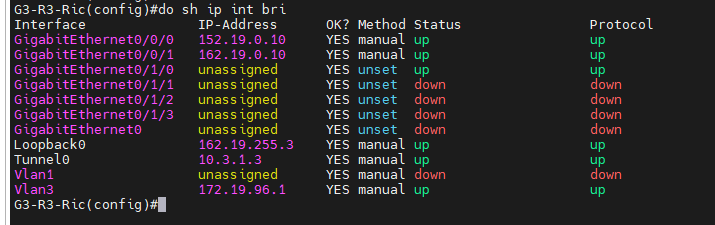 G3-R3-Ric(config)#do sh ip int bri
Interface IP-Address OK? Method Status Protocol
GigabitEthernet0/0/0 152.19.0.10 YES manual up up
GigabitEthernet0/0/1 162.19.0.10 YES manual up up
GigabitEthernet0/1/0 unassigned YES unset up up
GigabitEthernet0/1/1 unassigned YES unset down down
GigabitEthernet0/1/2 unassigned YES unset down down
GigabitEthernet0/1/3 unassigned YES unset down down
GigabitEthernet0 unassigned YES unset down down
Loopback0 162.19.255.3 YES manual up up
Tunnel0 10.3.1.3 YES manual up up
Vlan1 unassigned YES manual down down
Vlan3 172.19.96.1 YES manual up up
G3-R3-Ric(config)#